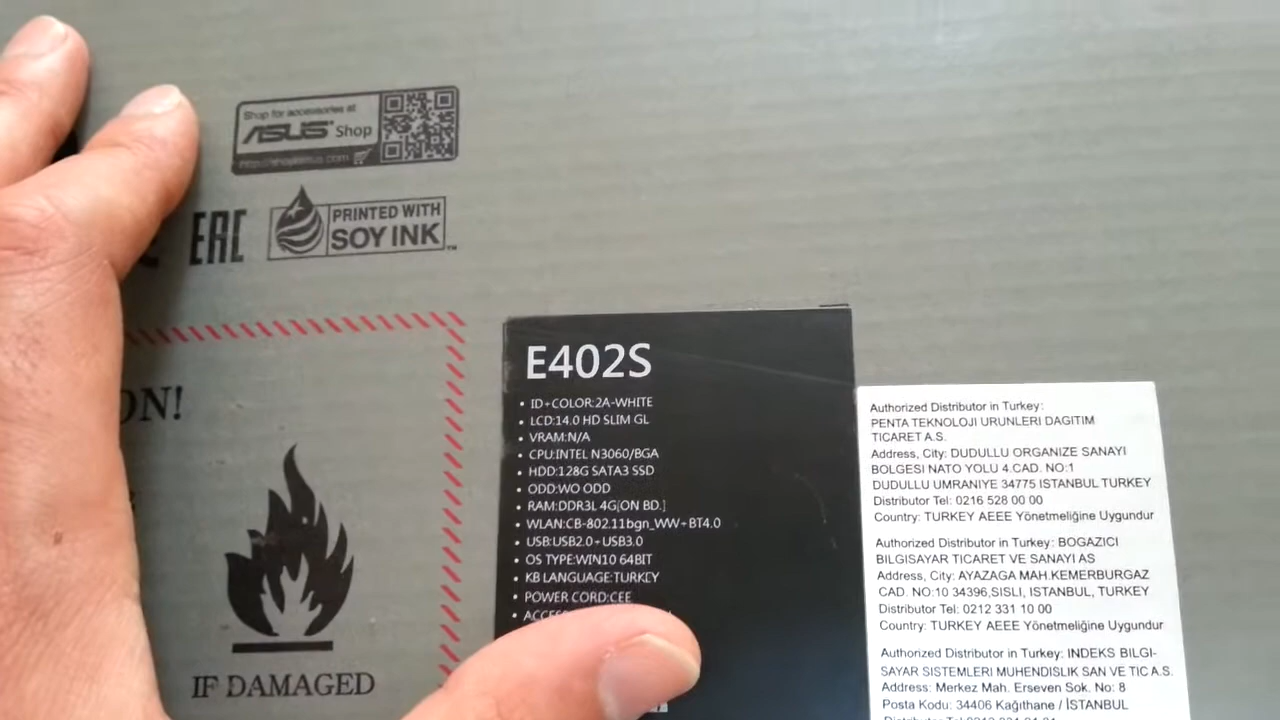 Shop for accessories at
ASUS Shop
EAC
PRINTED WITH
SOY INK™
ON!
IF DAMAGED
E402S
• ID+COLOR:2A-WHITE
• LCD:14.0 HD SLIM GL
• VRAM:N/A
• CPU:INTEL N3060/BGA
• HDD:128G SATA3 SSD
• ODD:WO ODD
• RAM:DDR3L 4G[ON BD.]
• WLAN:CB-802.11bgn_WW+BT4.0
• USB:USB2.0+USB3.0
• OS TYPE:WIN10 64BIT
• KB LANGUAGE:TURKEY
• POWER CORD:CEE
Authorized Distributor in Turkey:
PENTA TEKNOLOJI URUNLERI DAGITIM
TICARET A.S.
Address, City: DUDULLU ORGANIZE SANAYI
BOLGESI NATO YOLU 4.CAD. NO:1
DUDULLU UMRANIYE 34775 ISTANBUL TURKEY
Distributor Tel: 0216 528 00 00
Country: TURKEY AEEE Yönetmeliğine Uygundur
Authorized Distributor in Turkey: BOGAZICI
BILGISAYAR TICARET VE SANAYI AS
Address, City: AYAZAGA MAH.KEMERBURGAZ
CAD. NO:10 34396,SISLI, ISTANBUL, TURKEY
Distributor Tel: 0212 331 10 00
Country: TURKEY AEEE Yönetmeliğine Uygundur
Authorized Distributor in Turkey: INDEKS BILGI-
SAYAR SISTEMLERI MUHENDISLIK SAN VE TIC A.S.
Address: Merkez Mah. Erseven Sok. No: 8
Posta Kodu: 34406 Kağıthane / İSTANBUL